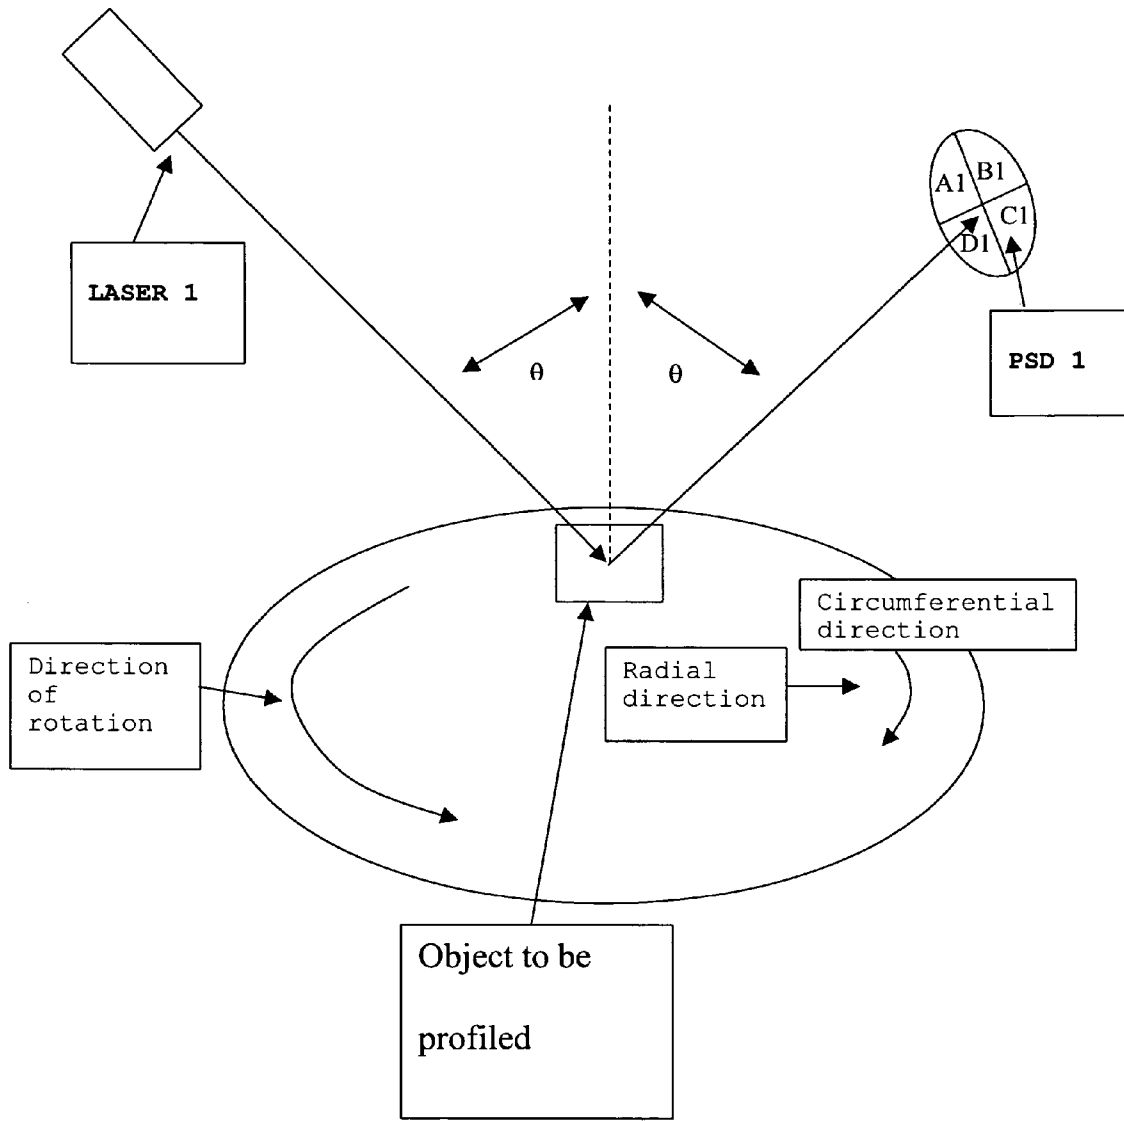 A1
B1
C1
D1
LASER 1
θ
θ
PSD 1
Circumferential
direction
Direction
of
rotation
Radial
direction
Object to be
profiled